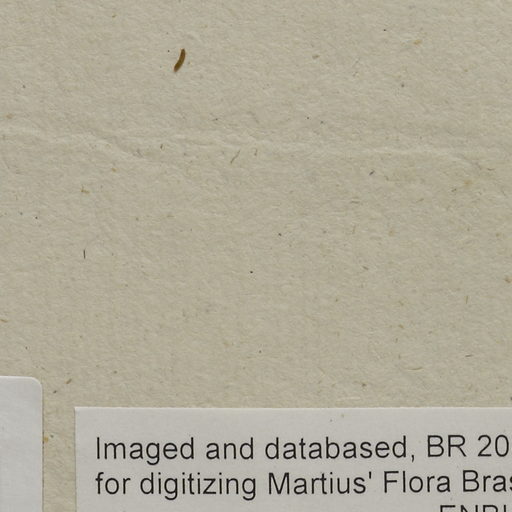 Imaged and databased, BR 20
for digitizing Martius' Flora Bras